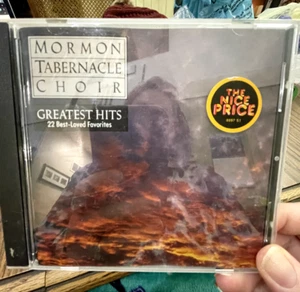 MORMON
TABERNACLE
CHOIR
GREATEST HITS
22 Best-Loved Favorites
THE
NICE
PRICE